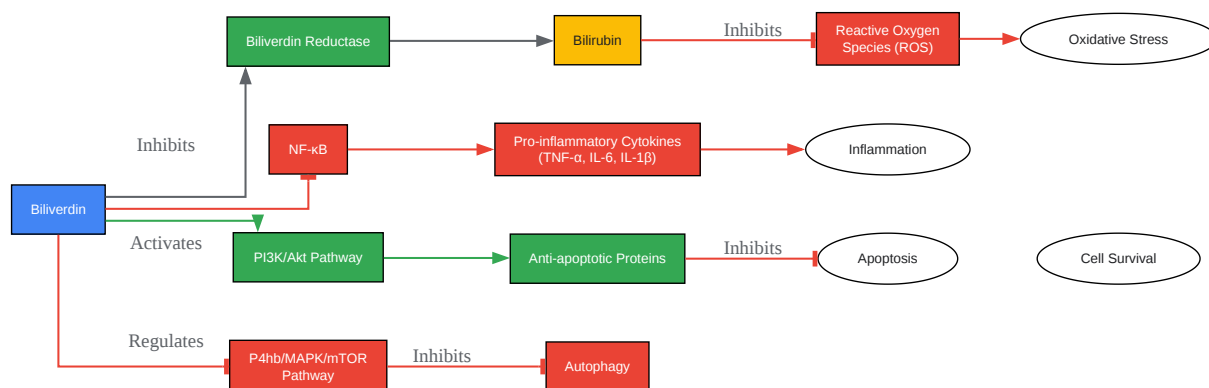 Biliverdin Reductase
Bilirubin
Inhibits
Reactive Oxygen
Species (ROS)
Oxidative Stress
Inhibits
NF-κB
Pro-inflammatory Cytokines
(TNF-α, IL-6, IL-1β)
Inflammation
Biliverdin
Activates
PI3K/Akt Pathway
Anti-apoptotic Proteins
Inhibits
Apoptosis
Cell Survival
Regulates
P4hb/MAPK/mTOR
Pathway
Inhibits
Autophagy